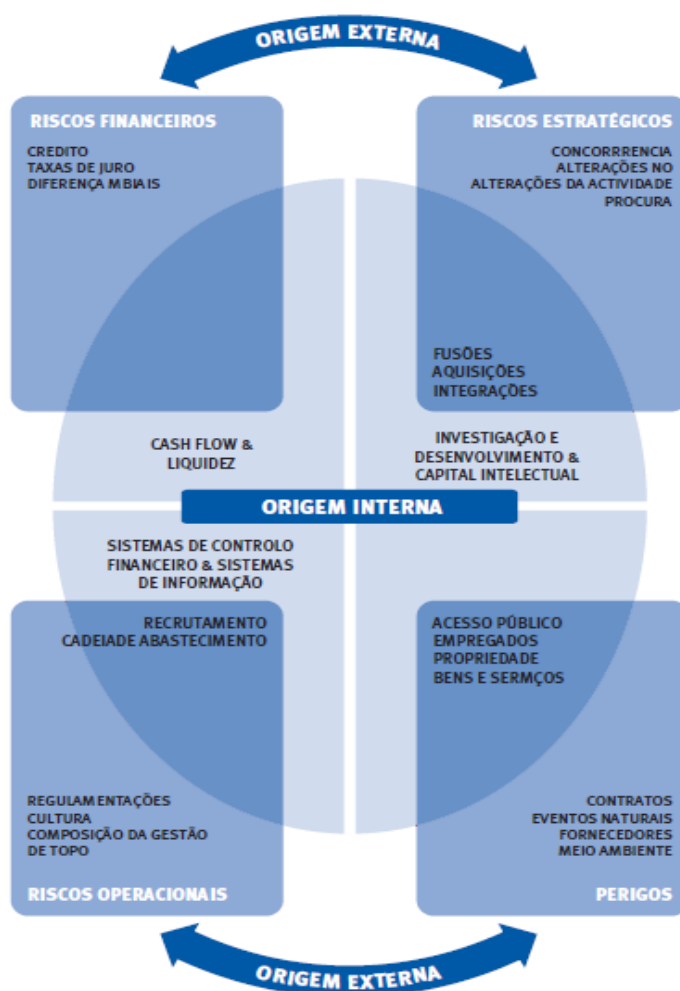 ORIGEM EXTERNA
RISCOS FINANCEIROS
CREDITO
TAXAS DE JURO
DIFERENÇA MBIAIS
RISCOS ESTRATÉGICOS
CONCORRRENCIA
ALTERAÇÕES NO
ALTERAÇÕES DA ACTIVIDADE
PROCURA
FUSÕES
AQUISIÇÕES
INTEGRAÇÕES
CASH FLOW &
LIQUIDEZ
INVESTIGAÇÃO E
DESENVOLVIMENTO &
CAPITAL INTELECTUAL
ORIGEM INTERNA
SISTEMAS DE CONTROLO
FINANCEIRO & SISTEMAS
DE INFORMAÇÃO
RECRUTAMENTO
CADEIADE ABASTECIMENTO
ACESSO PÚBLICO
EMPREGADOS
PROPRIEDADE
BENS E SERMÇOS
REGULAMENTAÇÕES
CULTURA
COMPOSIÇÃO DA GESTÃO
DE TOPO
RISCOS OPERACIONAIS
CONTRATOS
EVENTOS NATURAIS
FORNECEDORES
MEIO AMBIENTE
PERIGOS
ORIGEM EXTERNA